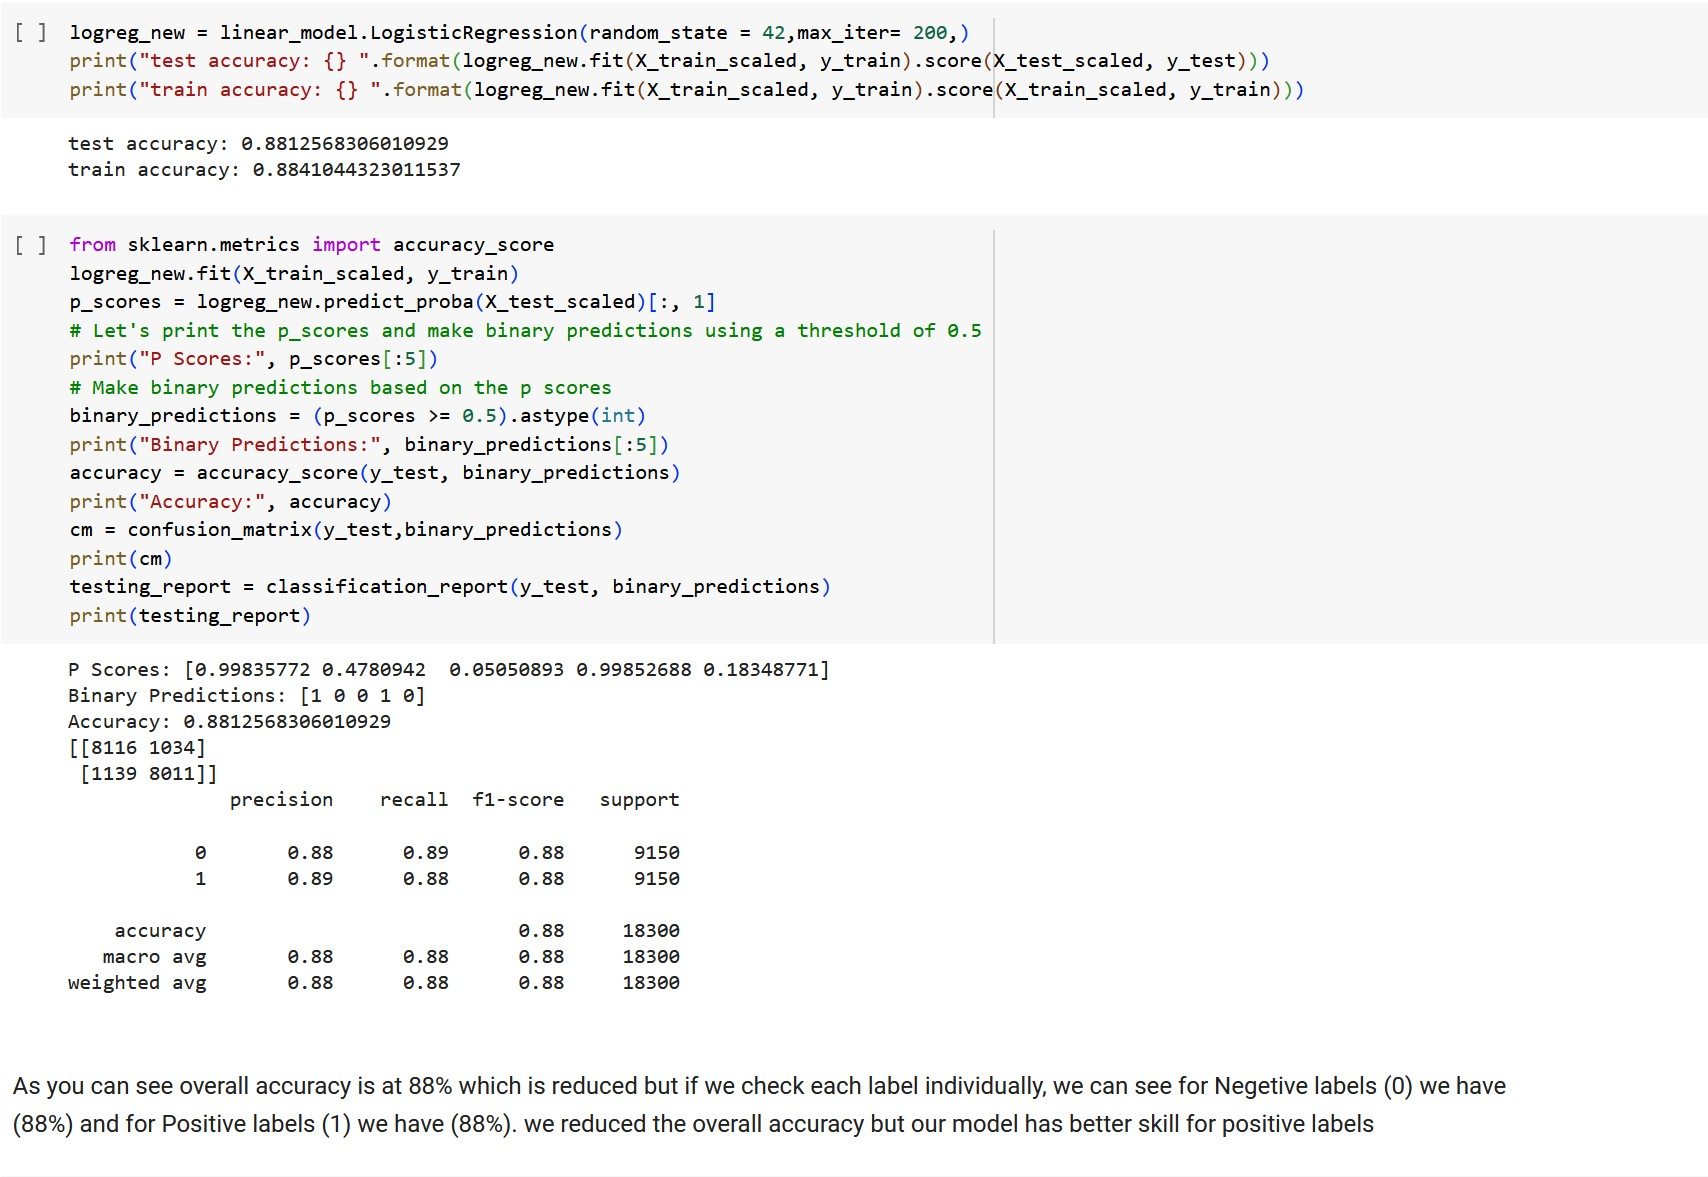 [ ] logreg_new = linear_model.LogisticRegression(random_state = 42,max_iter= 200,)
print("test accuracy: {} ".format(logreg_new.fit(X_train_scaled, y_train).score(X_test_scaled, y_test)))
print("train accuracy: {} ".format(logreg_new.fit(X_train_scaled, y_train).score(X_train_scaled, y_train)))
test accuracy: 0.8812568306010929
train accuracy: 0.8841044323011537
[ ] from sklearn.metrics import accuracy_score
logreg_new.fit(X_train_scaled, y_train)
p_scores = logreg_new.predict_proba(X_test_scaled)[:, 1]
# Let's print the p_scores and make binary predictions using a threshold of 0.5
print("P Scores:", p_scores[:5])
# Make binary predictions based on the p scores
binary_predictions = (p_scores >= 0.5).astype(int)
print("Binary Predictions:", binary_predictions[:5])
accuracy = accuracy_score(y_test, binary_predictions)
print("Accuracy:", accuracy)
cm = confusion_matrix(y_test,binary_predictions)
print(cm)
testing_report = classification_report(y_test, binary_predictions)
print(testing_report)
P Scores: [0.99835772 0.4780942  0.05050893 0.99852688 0.18348771]
Binary Predictions: [1 0 0 1 0]
Accuracy: 0.8812568306010929
[[8116 1034]
 [1139 8011]]
precision recall f1-score support
0 0.88 0.89 0.88 9150
1 0.89 0.88 0.88 9150
accuracy 0.88 18300
macro avg 0.88 0.88 0.88 18300
weighted avg 0.88 0.88 0.88 18300
As you can see overall accuracy is at 88% which is reduced but if we check each label individually, we can see for Negetive labels (0) we have
(88%) and for Positive labels (1) we have (88%). we reduced the overall accuracy but our model has better skill for positive labels